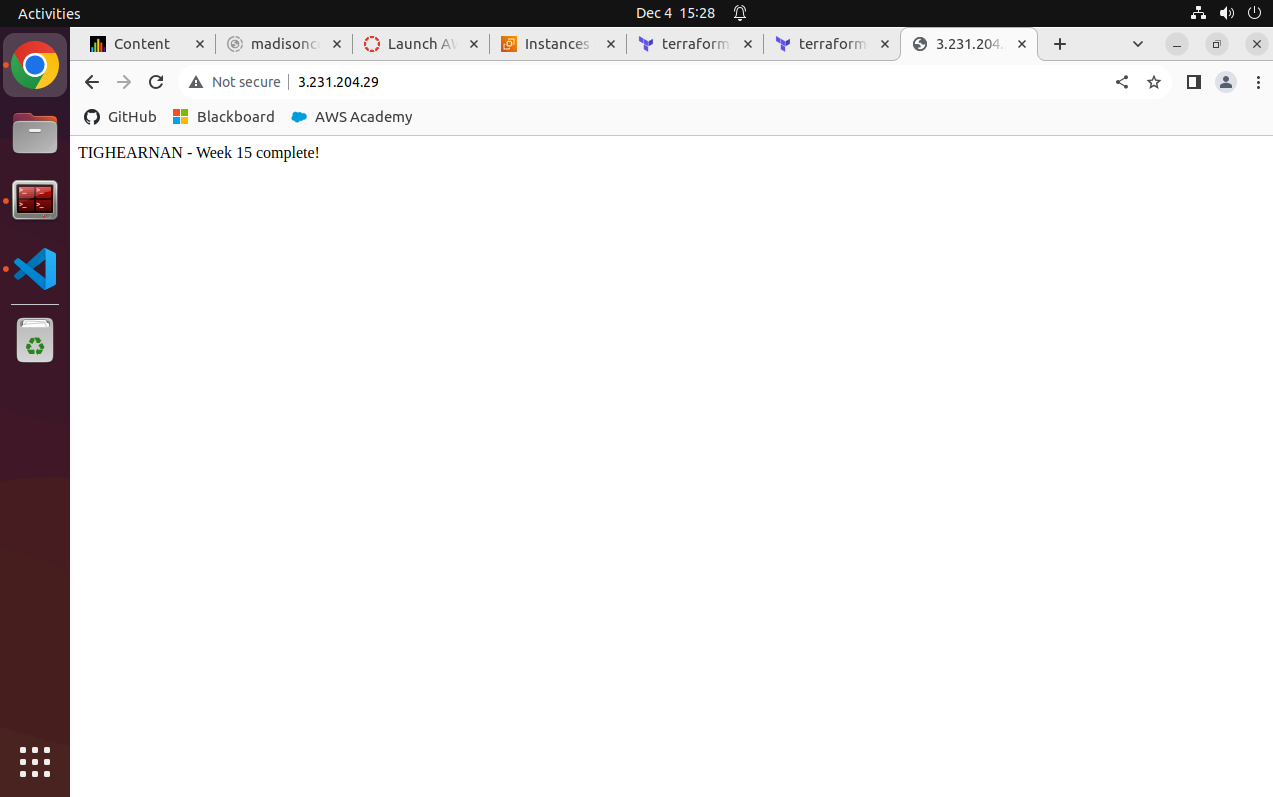 Activities
Dec 4 15:28
Content
madisonc
Launch AW
Instances
terraform
terraform
3.231.204.
Not secure
3.231.204.29
GitHub
Blackboard
AWS Academy
TIGHEARNAN - Week 15 complete!